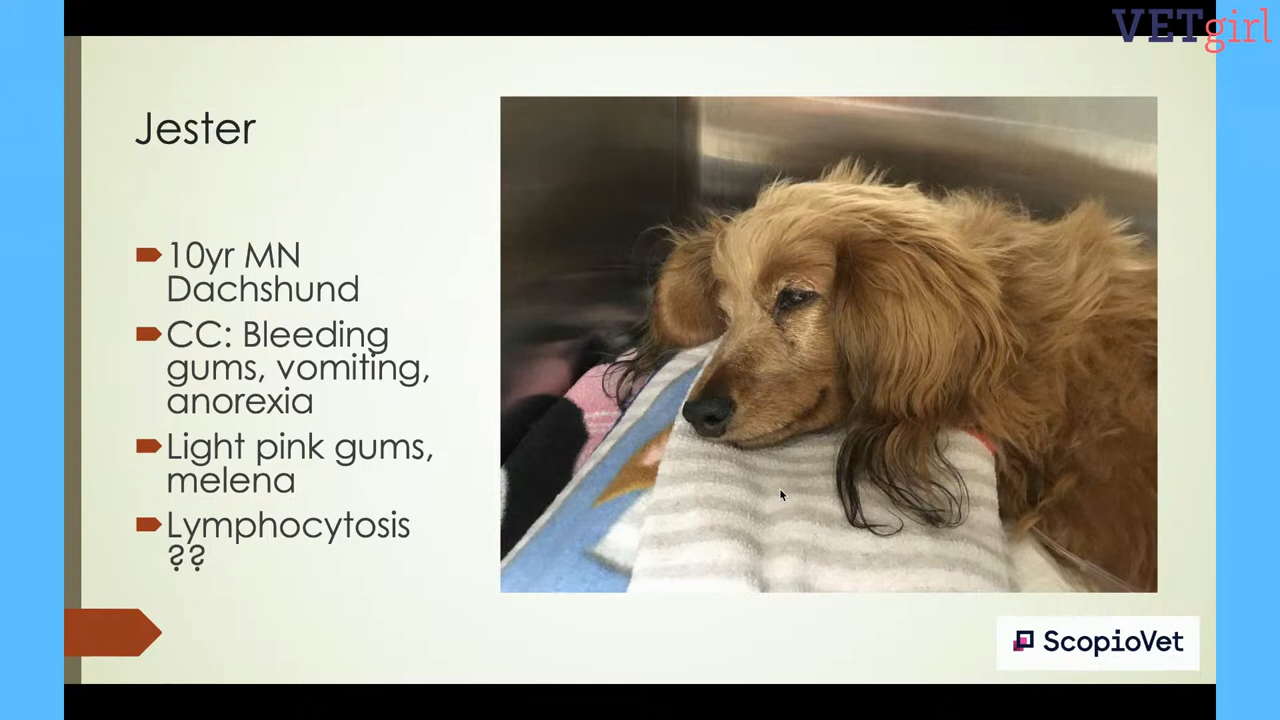 VETgirl
Jester
10yr MN
Dachshund
CC: Bleeding
gums, vomiting,
anorexia
Light pink gums,
melena
Lymphocytosis
??
ScopioVet